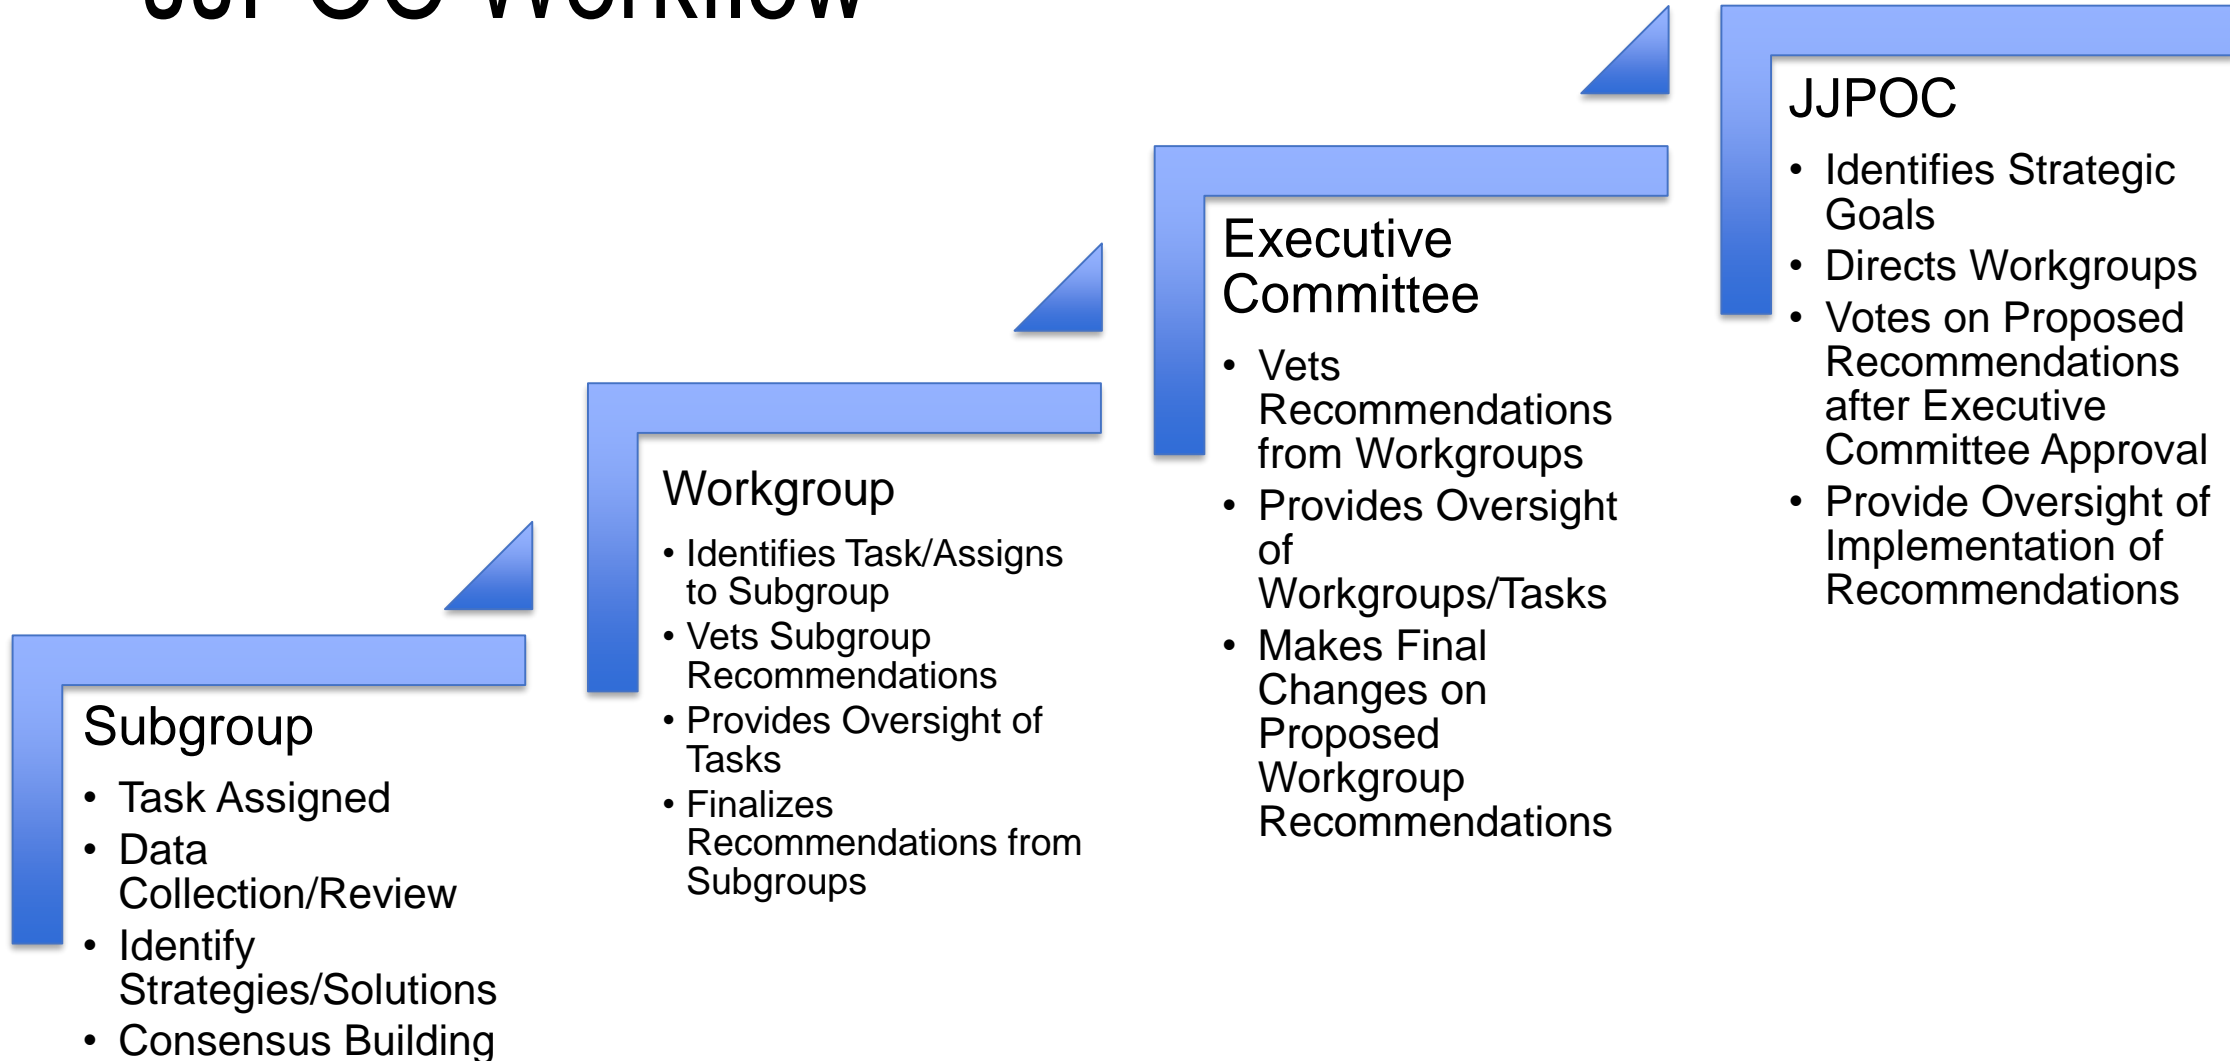 JJPOC Workflow
JJPOC
• Identifies Strategic
Goals
• Directs Workgroups
• Votes on Proposed
Recommendations
after Executive
Committee Approval
• Provide Oversight of
Implementation of
Recommendations
Executive
Committee
• Vets
Recommendations
from Workgroups
• Provides Oversight
of
Workgroups/Tasks
• Makes Final
Changes on
Proposed
Workgroup
Recommendations
Workgroup
• Identifies Task/Assigns
to Subgroup
• Vets Subgroup
Recommendations
• Provides Oversight of
Tasks
• Finalizes
Recommendations from
Subgroups
Subgroup
• Task Assigned
• Data
Collection/Review
• Identify
Strategies/Solutions
• Consensus Building